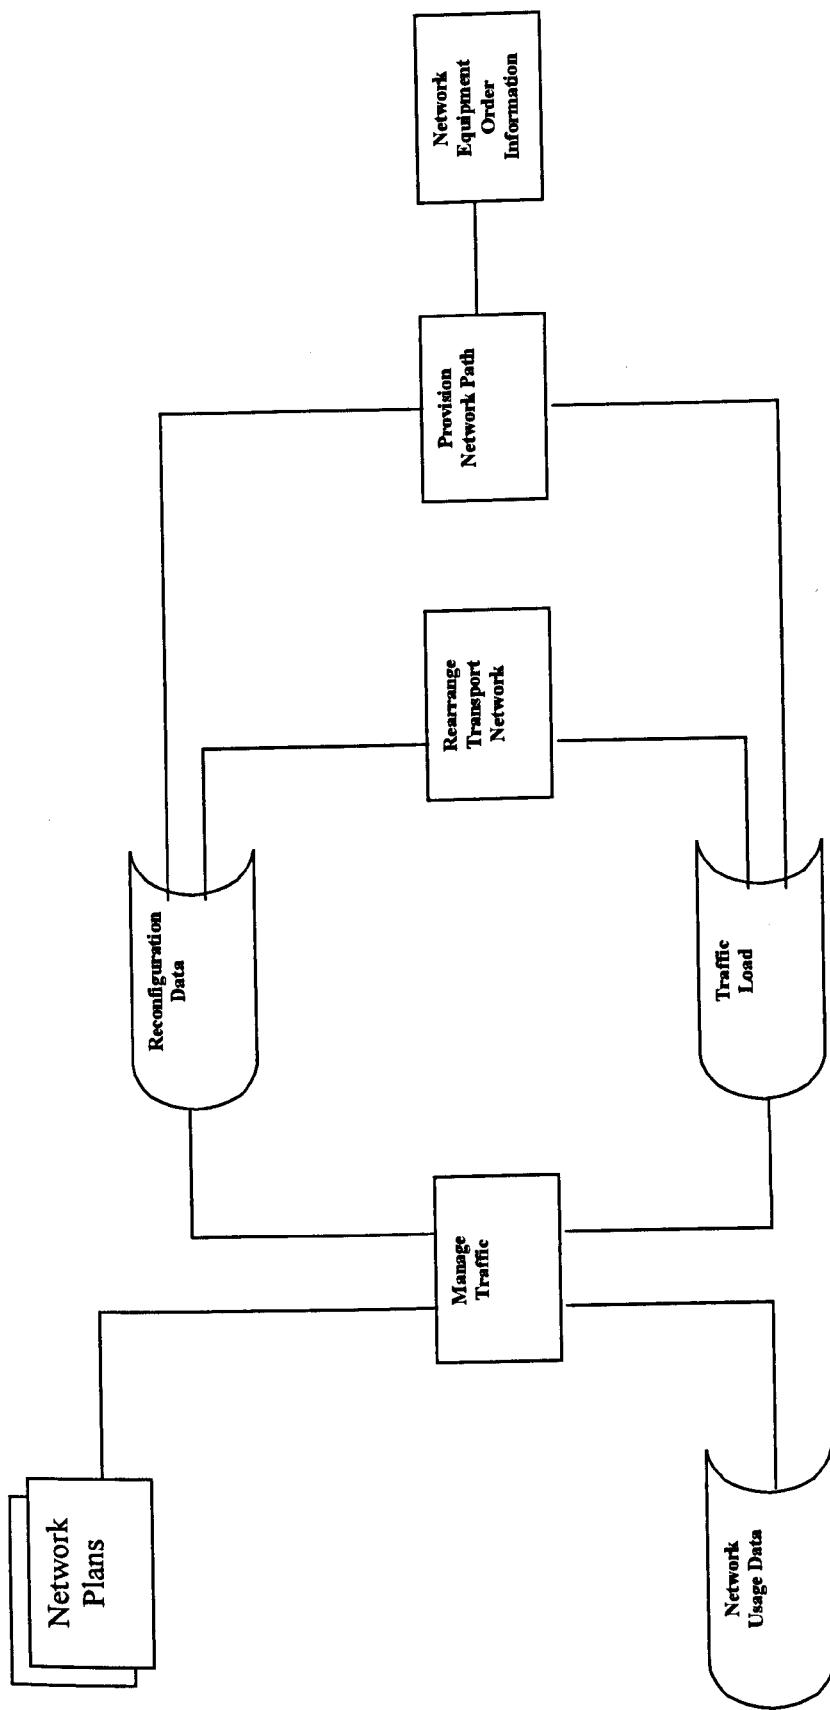 Network
Plans
Network
Usage Data
Manage
Traffic
Reconfiguration
Data
Traffic
Load
Rearrange
Transport
Network
Provision
Network Path
Network
Equipment
Order
Information